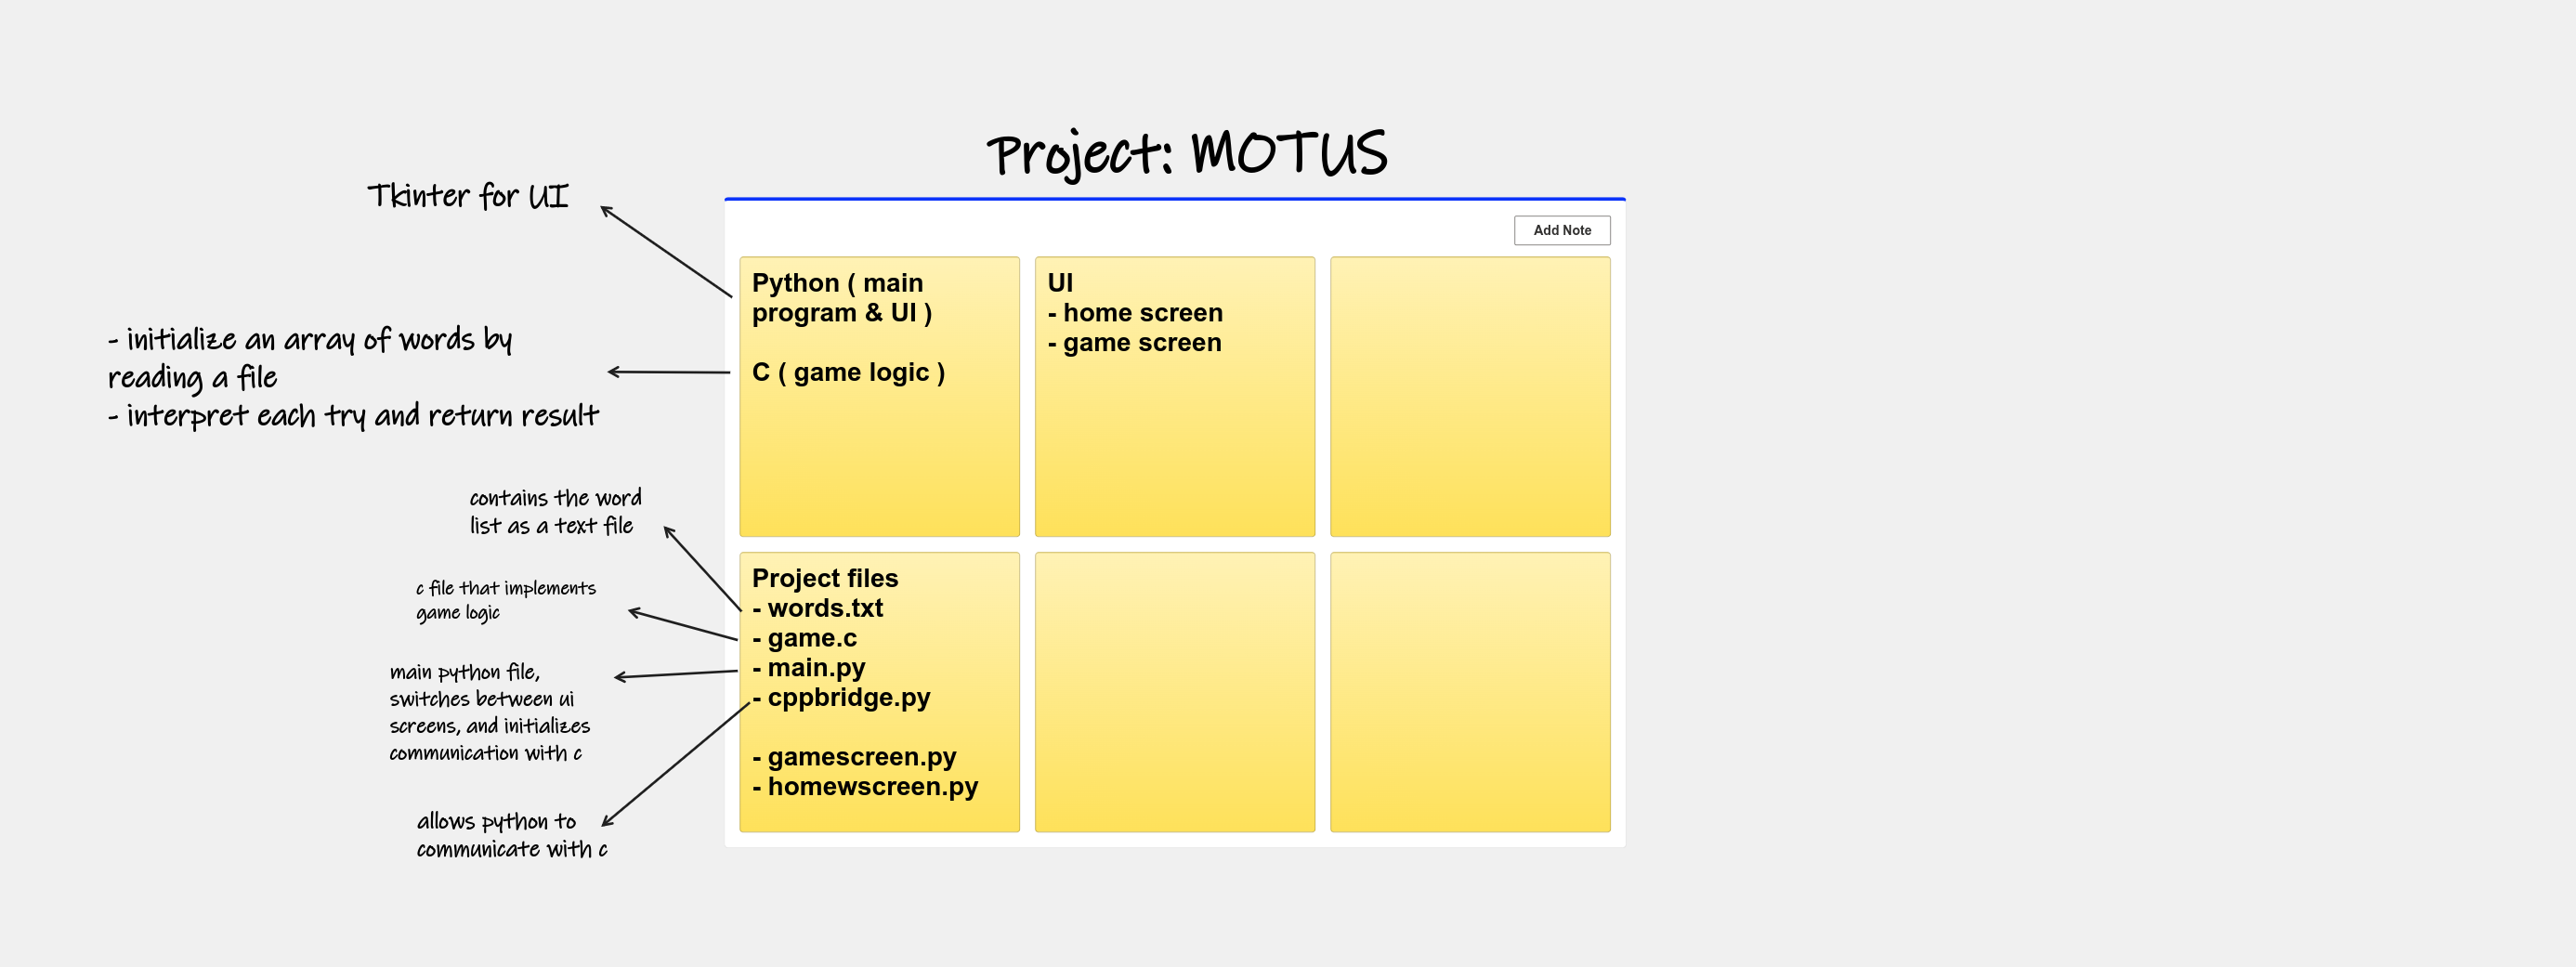 Project: MOTUS
Tkinter for UI
- initialize an array of words by
reading a file
- interpret each try and return result
contains the word
list as a text file
c file that implements
game logic
main python file,
switches between ui
screens, and initializes
communication with c
allows python to
communicate with c
Add Note
Python ( main
program & UI )
C ( game logic )
UI
- home screen
- game screen
Project files
- words.txt
- game.c
- main.py
- cppbridge.py
- gamescreen.py
- homewscreen.py